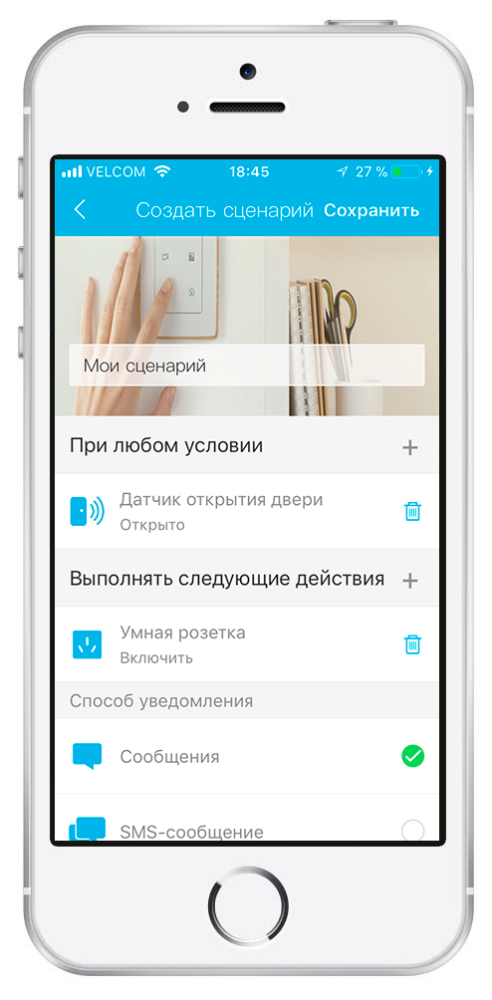 VELCOM 18:45 27 %
Создать сценарий Сохранить
Мои сценарий
При любом условии +
Датчик открытия двери
Открыто
Выполнять следующие действия +
Умная розетка
Включить
Способ уведомления
Сообщения
SMS-сообщение